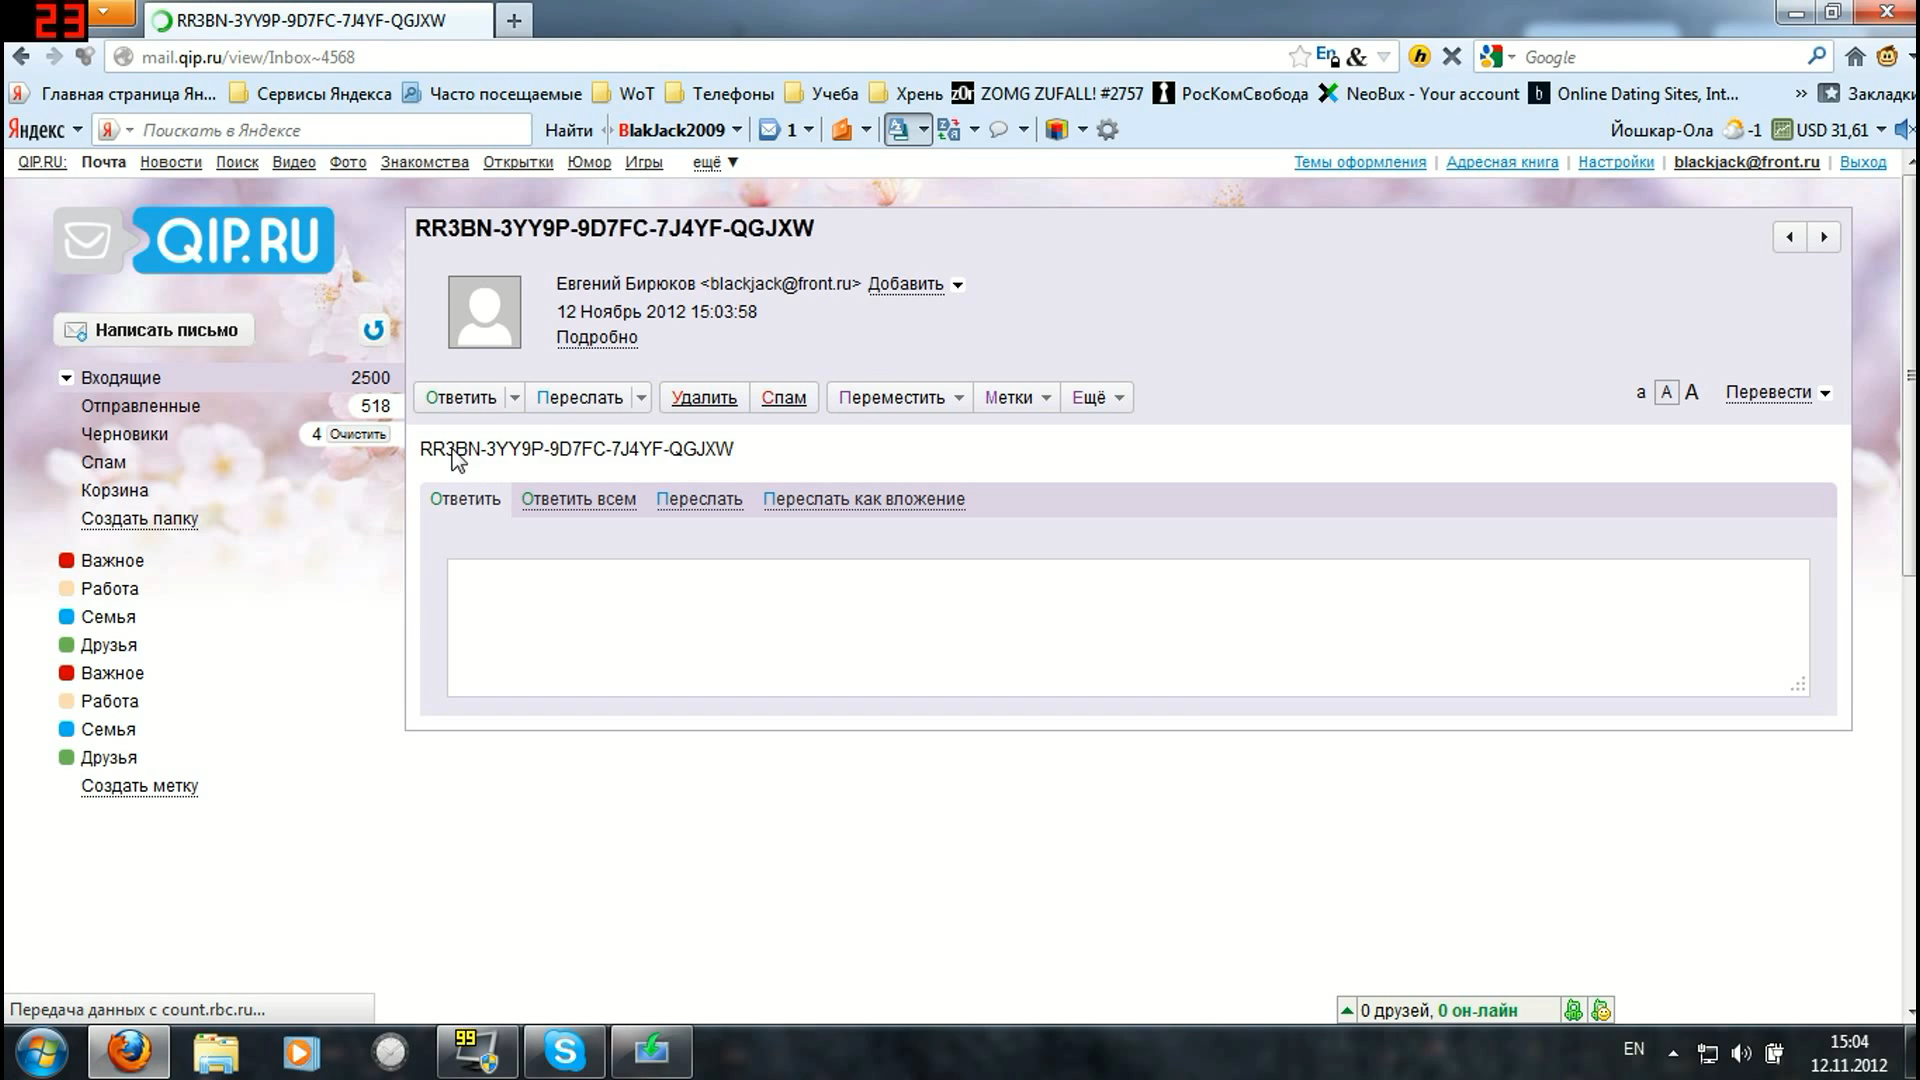 23
RR3BN-3YY9P-9D7FC-7J4YF-QGJXW
mail.qip.ru/view/Inbox~4568
Google
Главная страница Ян... Сервисы Яндекса Часто посещаемые WoT Телефоны Учеба Хрень ZOMG ZUFALL! #2757 РосКомСвобода NeoBux - Your account Online Dating Sites, Int... » Закладки
Яндекс Поискать в Яндексе Найти BlakJack2009 1 Йошкар-Ола -1 USD 31,61
QIP.RU: Почта Новости Поиск Видео Фото Знакомства Открытки Юмор Игры ещё ▼ Темы оформления | Адресная книга | Настройки | blackjack@front.ru | Выход
QIP.RU
RR3BN-3YY9P-9D7FC-7J4YF-QGJXW
Евгений Бирюков <blackjack@front.ru> Добавить
12 Ноябрь 2012 15:03:58
Подробно
Написать письмо
Входящие 2500
Отправленные 518
Черновики 4 Очистить
Спам
Корзина
Создать папку
Важное
Работа
Семья
Друзья
Важное
Работа
Семья
Друзья
Создать метку
Ответить Переслать Удалить Спам Переместить Метки Ещё а А А Перевести
RR3BN-3YY9P-9D7FC-7J4YF-QGJXW
Ответить Ответить всем Переслать Переслать как вложение
Передача данных с count.rbc.ru...
0 друзей, 0 он-лайн
99
EN
15:04
12.11.2012